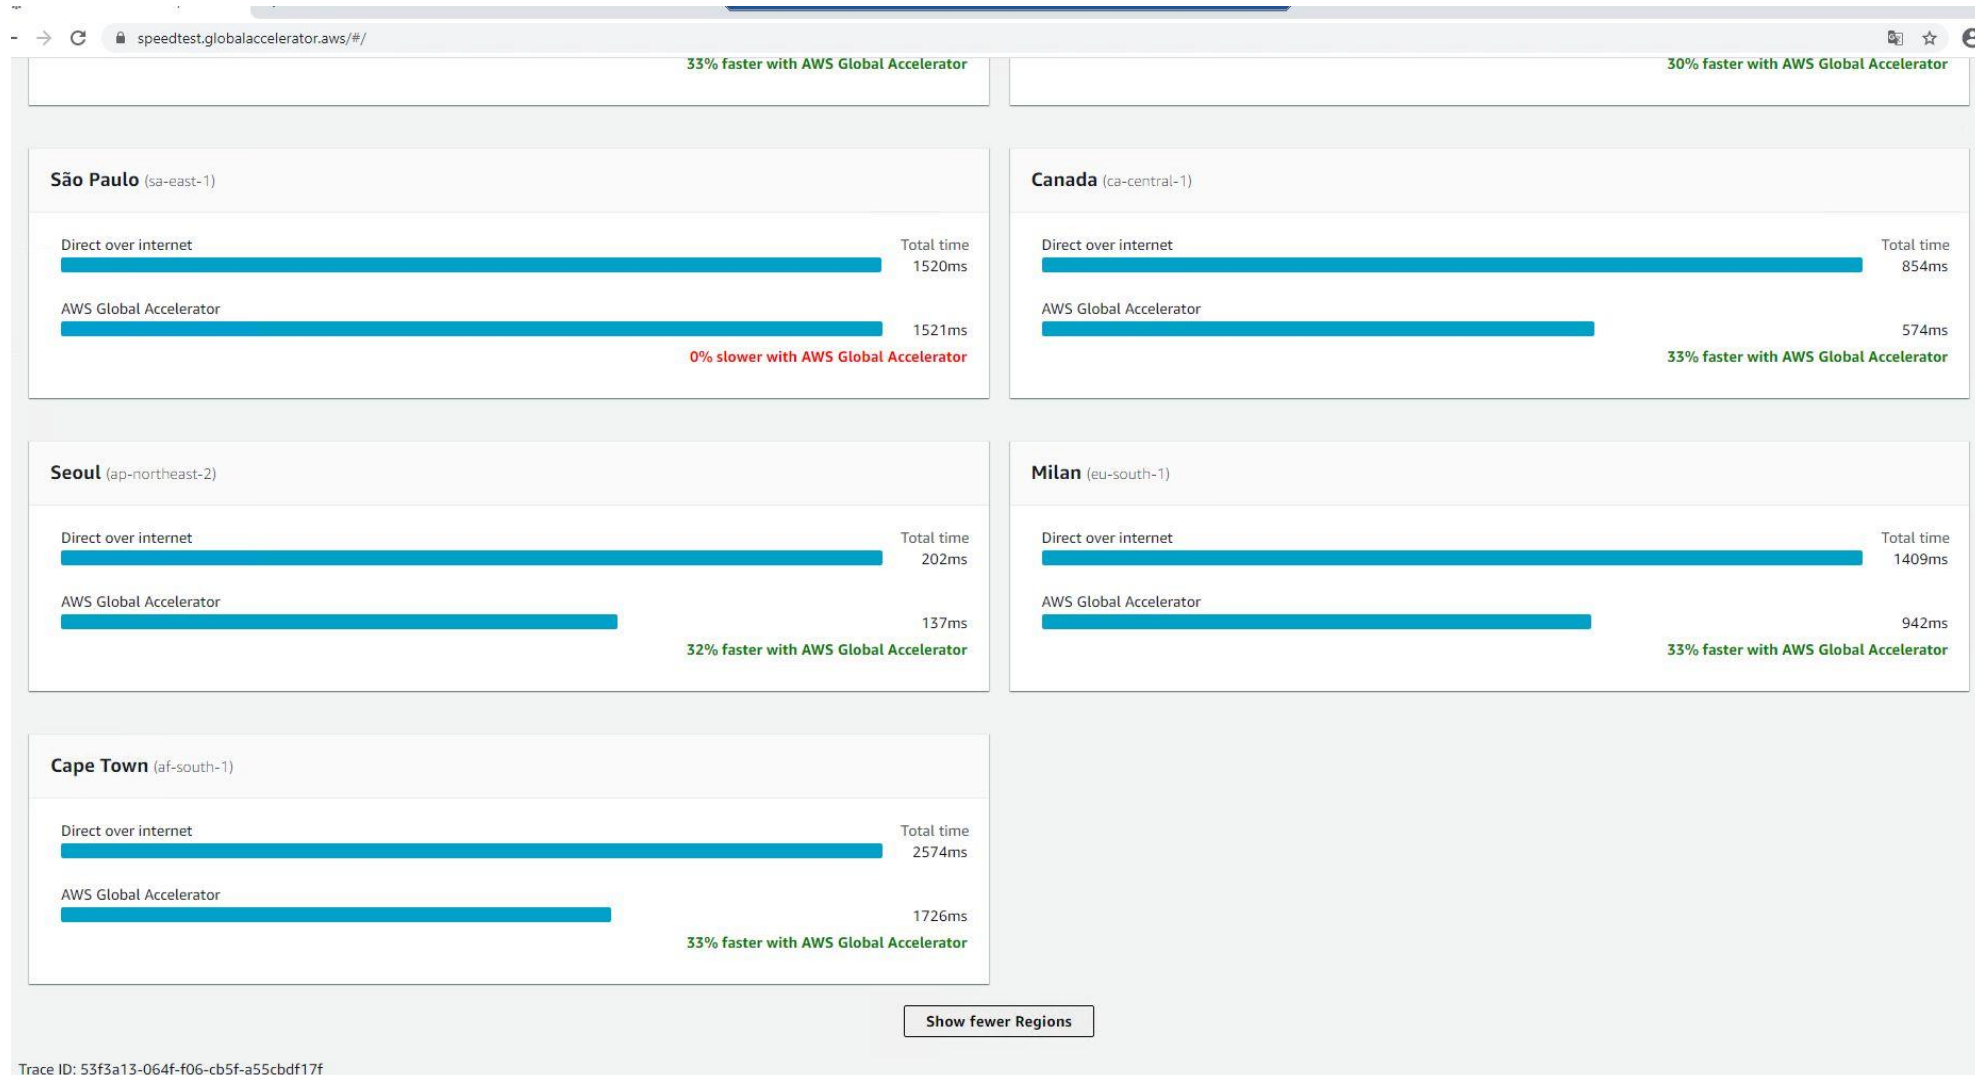 speedtest.globalaccelerator.aws/#/
33% faster with AWS Global Accelerator
30% faster with AWS Global Accelerator
São Paulo (sa-east-1)
Direct over internet Total time
1520ms
AWS Global Accelerator
1521ms
0% slower with AWS Global Accelerator
Canada (ca-central-1)
Direct over internet Total time
854ms
AWS Global Accelerator
574ms
33% faster with AWS Global Accelerator
Seoul (ap-northeast-2)
Direct over internet Total time
202ms
AWS Global Accelerator
137ms
32% faster with AWS Global Accelerator
Milan (eu-south-1)
Direct over internet Total time
1409ms
AWS Global Accelerator
942ms
33% faster with AWS Global Accelerator
Cape Town (af-south-1)
Direct over internet Total time
2574ms
AWS Global Accelerator
1726ms
33% faster with AWS Global Accelerator
Show fewer Regions
Trace ID: 53f3a13-064f-f06-cb5f-a55cbdf17f